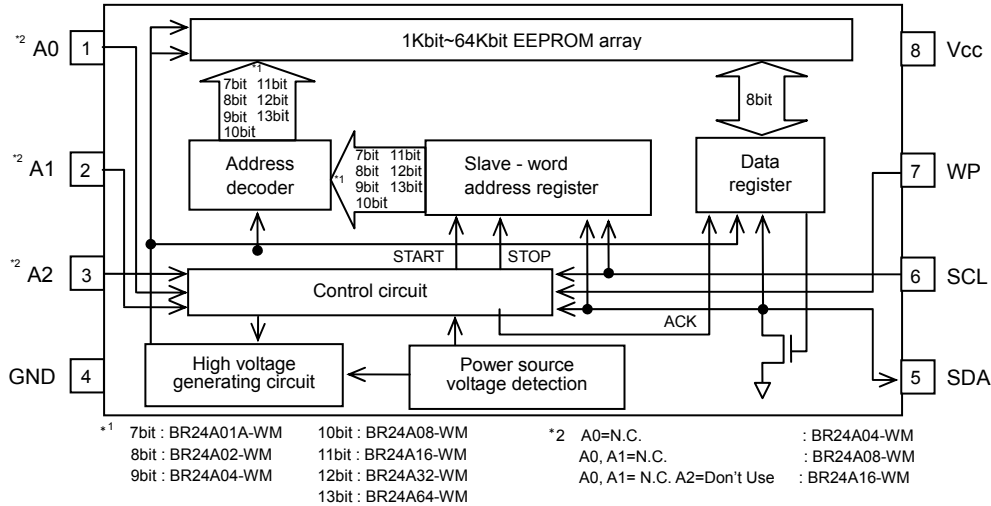 1Kbit~64Kbit EEPROM array
*2 A0 1
8 Vcc
*1
7bit 11bit
8bit 12bit
9bit 13bit
10bit
8bit
*2 A1 2
Address
decoder
*1
7bit 11bit
8bit 12bit
9bit 13bit
10bit
Slave - word
address register
Data
register
7 WP
START
STOP
*2 A2 3
Control circuit
6 SCL
ACK
GND 4
High voltage
generating circuit
Power source
voltage detection
5 SDA
*1 7bit : BR24A01A-WM
8bit : BR24A02-WM
9bit : BR24A04-WM
10bit : BR24A08-WM
11bit : BR24A16-WM
12bit : BR24A32-WM
13bit : BR24A64-WM
*2 A0=N.C. : BR24A04-WM
A0, A1=N.C. : BR24A08-WM
A0, A1= N.C. A2=Don't Use : BR24A16-WM